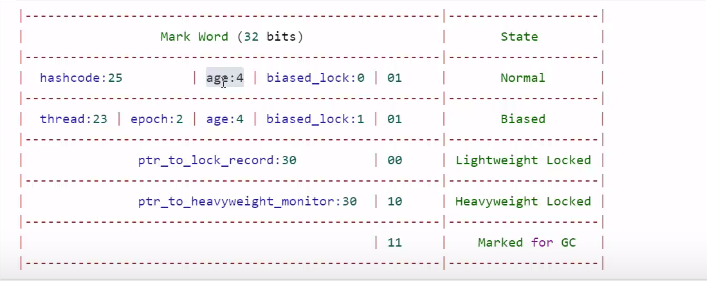 |-------------------------------------------------------|--------------------|
| Mark Word (32 bits) | State |
|-------------------------------------------------------|--------------------|
| hashcode:25 | age:4 | biased_lock:0 | 01 | Normal |
|-------------------------------------------------------|--------------------|
| thread:23 | epoch:2 | age:4 | biased_lock:1 | 01 | Biased |
|-------------------------------------------------------|--------------------|
| ptr_to_lock_record:30 | 00 | Lightweight Locked |
|-------------------------------------------------------|--------------------|
| ptr_to_heavyweight_monitor:30 | 10 | Heavyweight Locked |
|-------------------------------------------------------|--------------------|
| | 11 | Marked for GC |
|-------------------------------------------------------|--------------------|